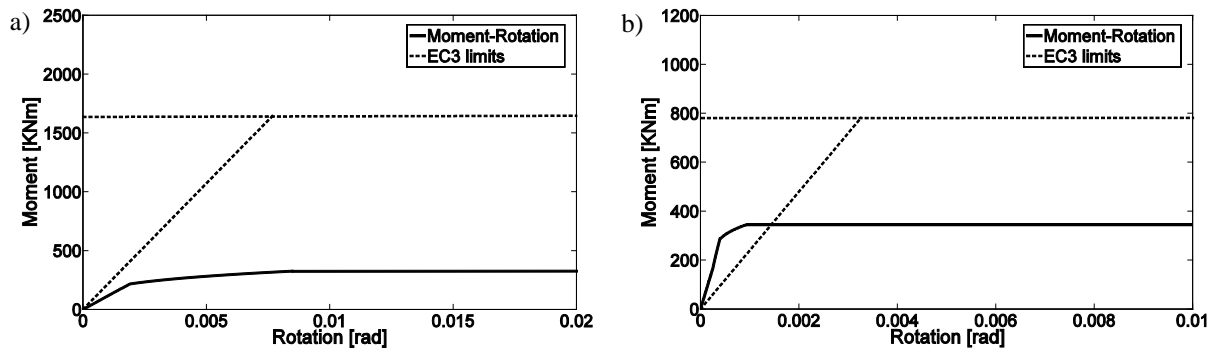 a)
2500
2000
1500
1000
500
0
Moment [KNm]
Moment-Rotation
EC3 limits
0 0.005 0.01 0.015 0.02
Rotation [rad]
b)
1200
1000
800
600
400
200
0
Moment [KNm]
Moment-Rotation
EC3 limits
0 0.002 0.004 0.006 0.008 0.01
Rotation [rad]